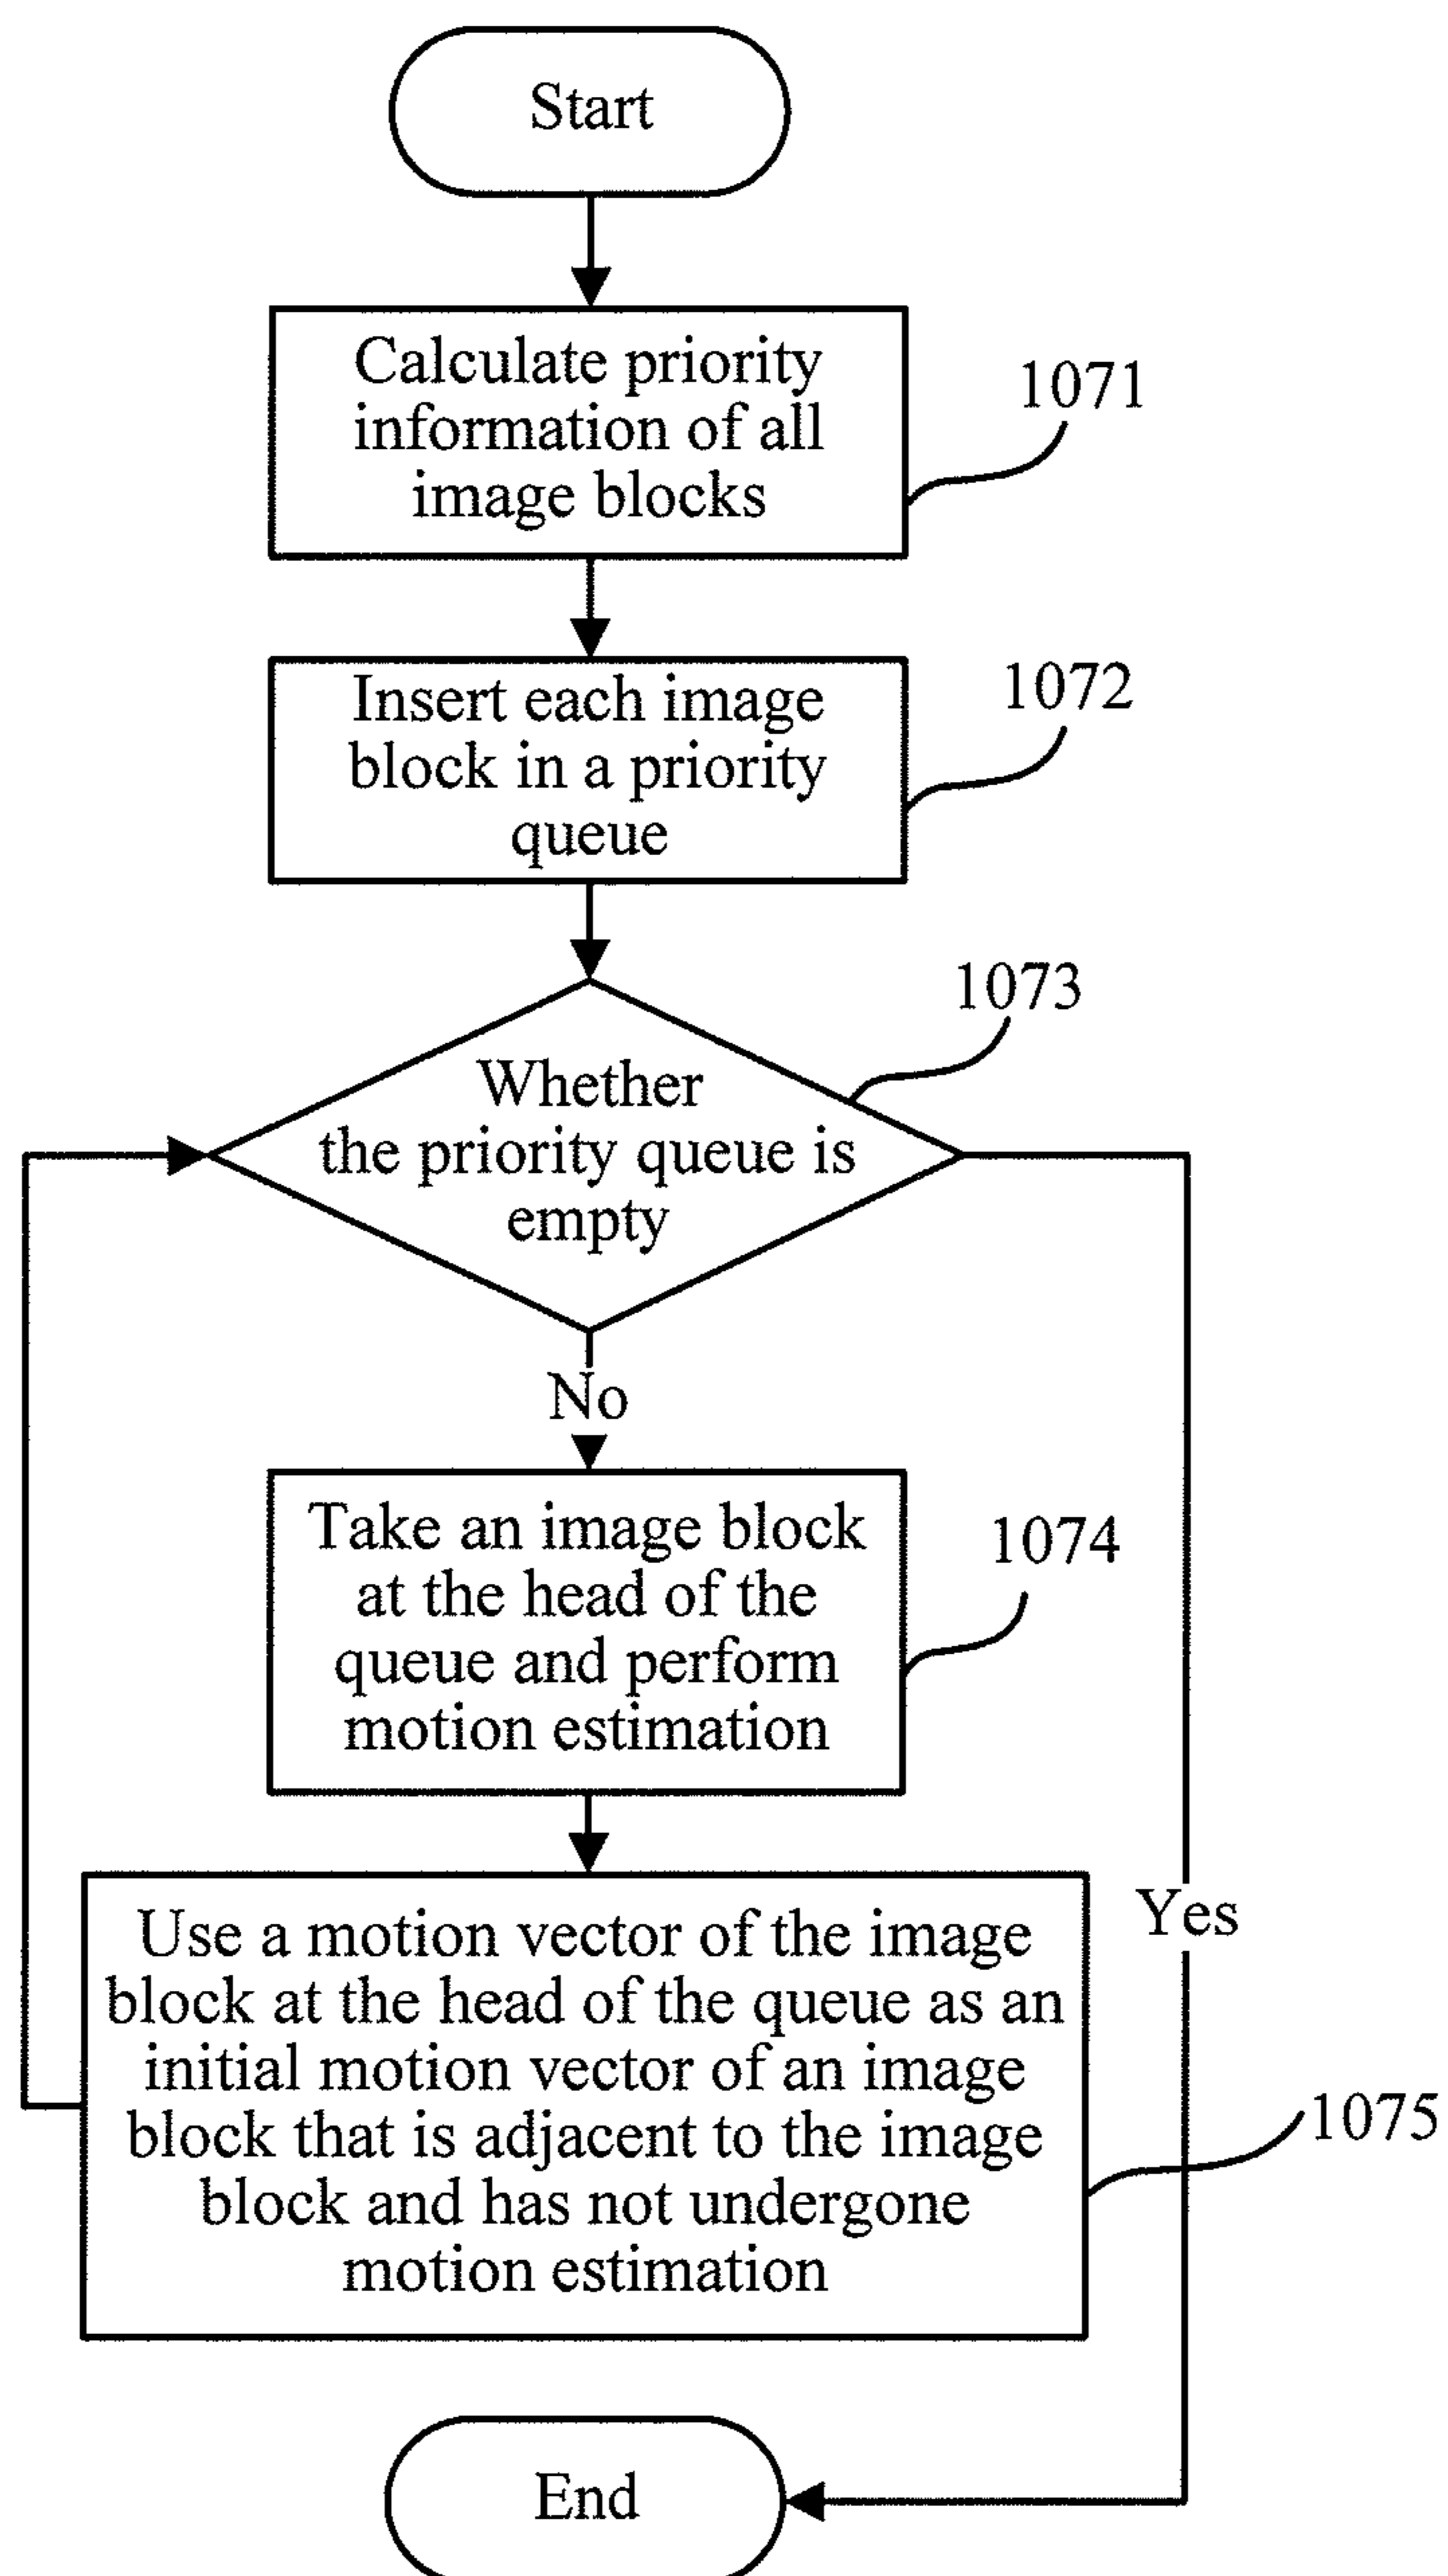 Start
Calculate priority
information of all
image blocks
1071
Insert each image
block in a priority
queue
1072
Whether
the priority queue is
empty
1073
No
Take an image block
at the head of the
queue and perform
motion estimation
1074
Use a motion vector of the image
block at the head of the queue as an
initial motion vector of an image
block that is adjacent to the image
block and has not undergone
motion estimation
Yes
1075
End